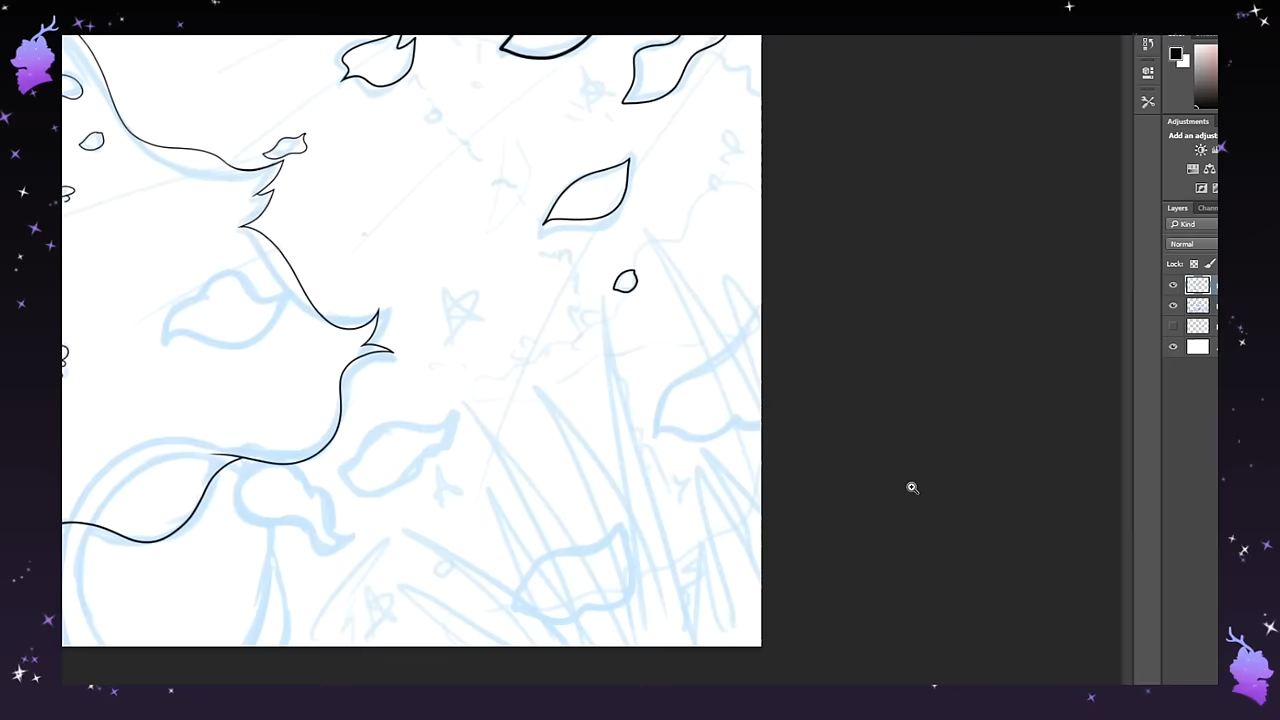 Adjustments
Add an adjust
Layers Chann
Kind
Normal
Lock: